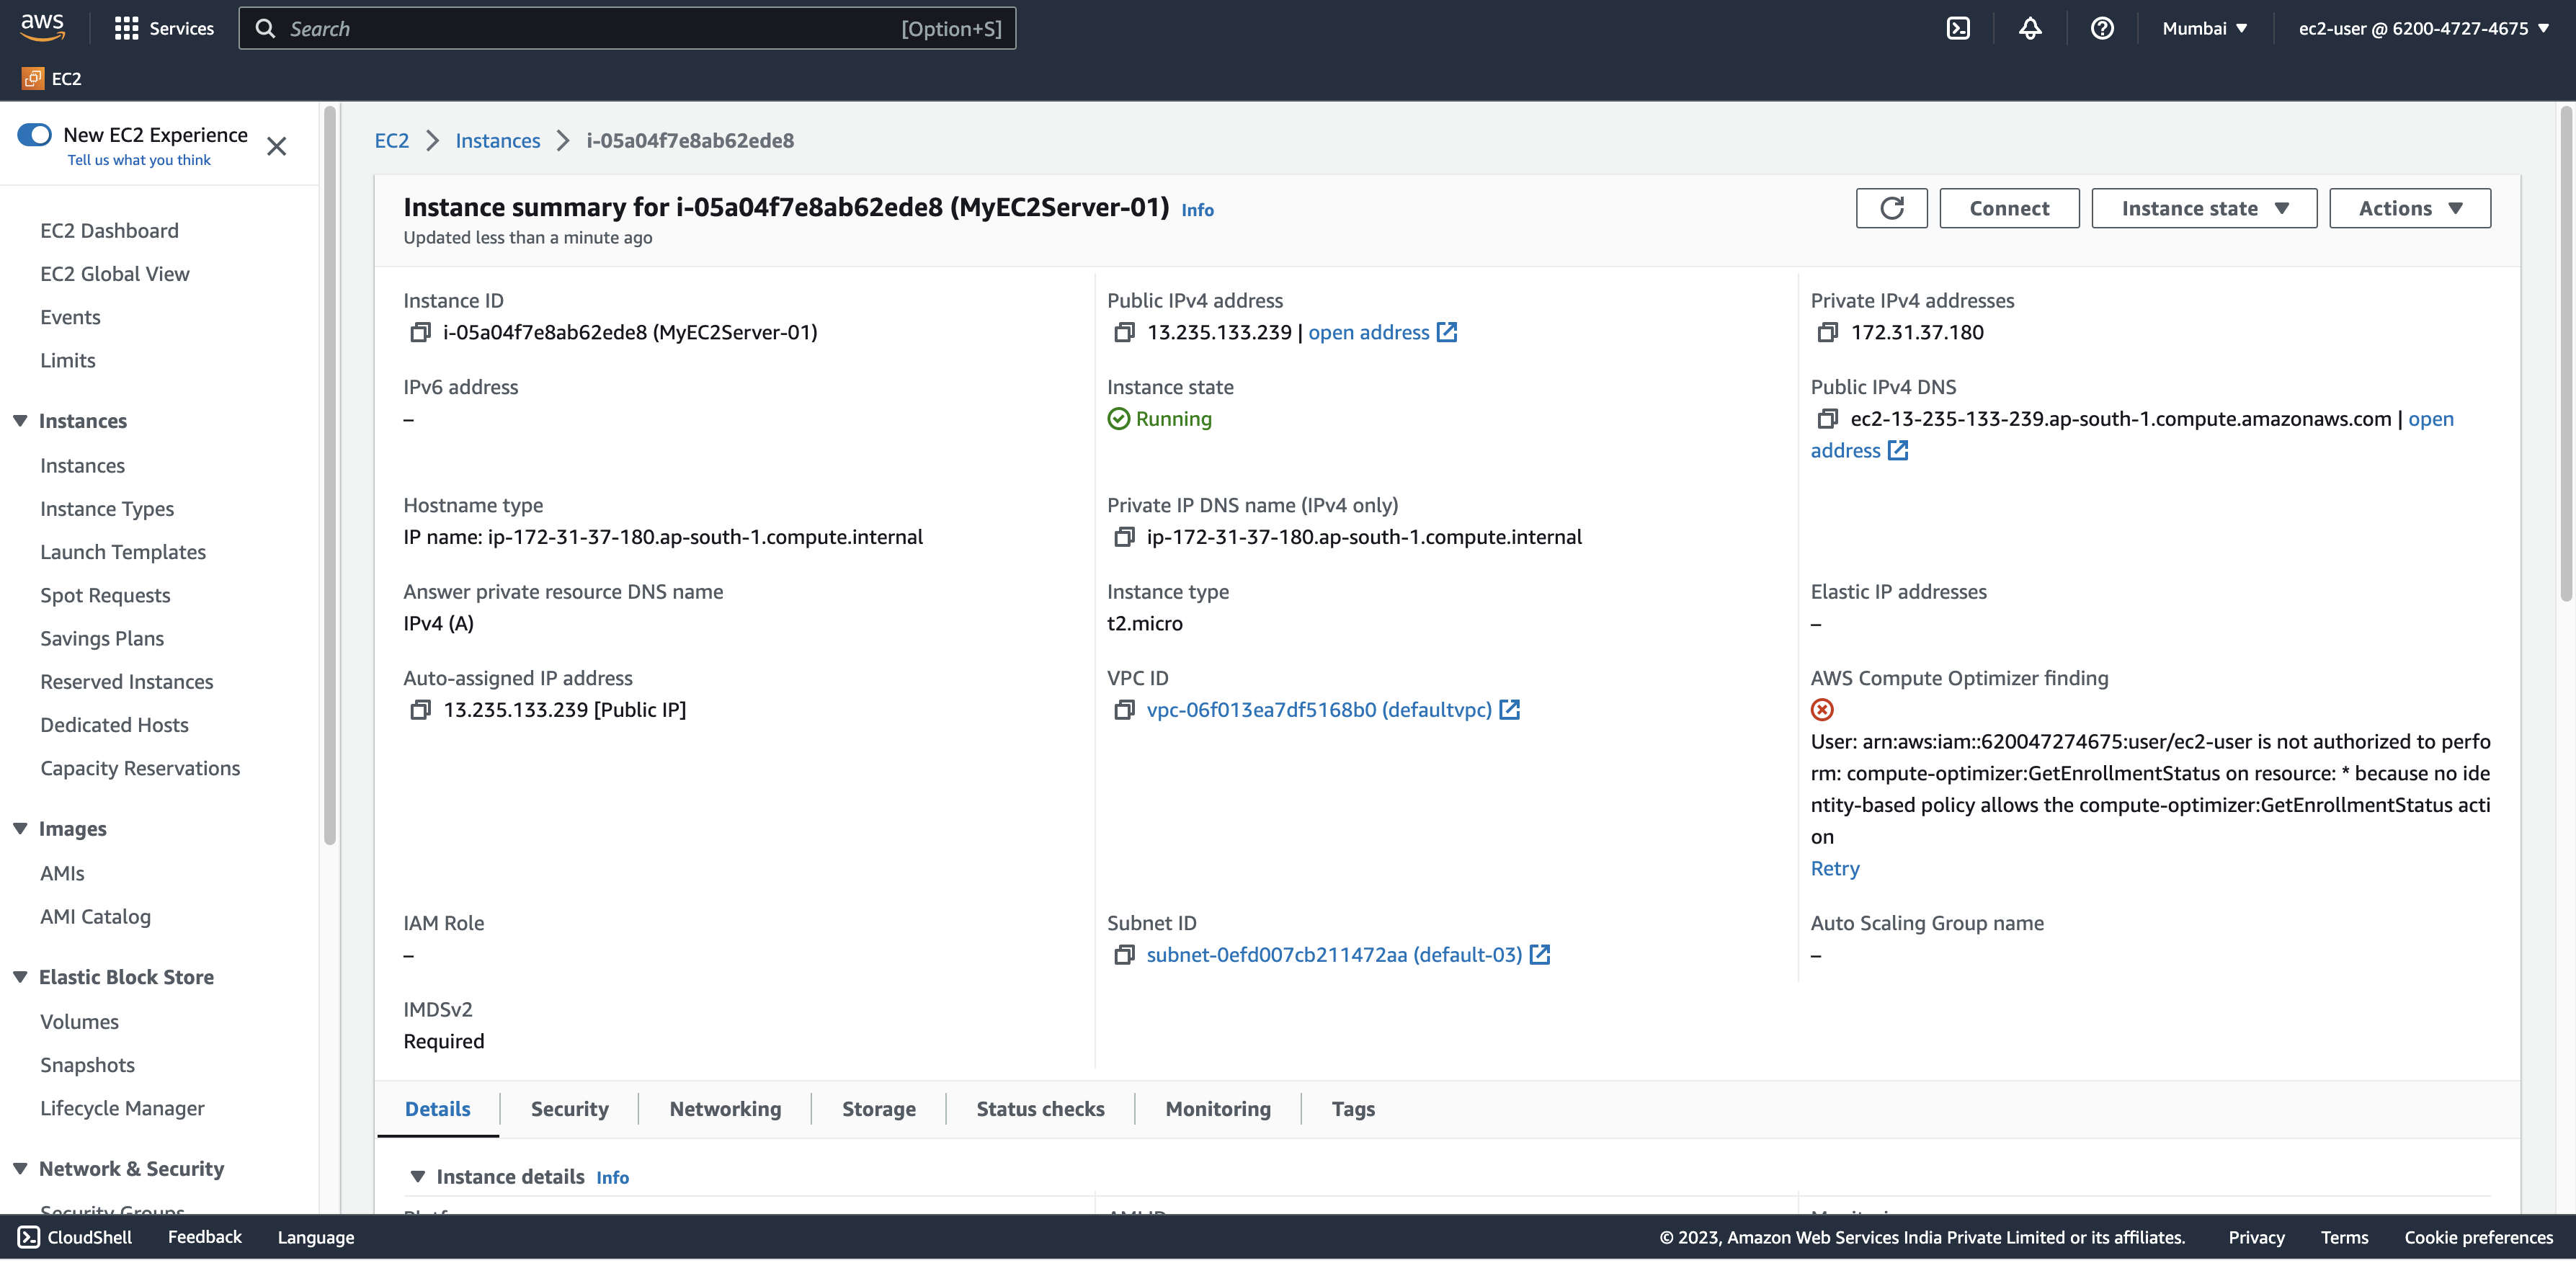 aws
Services
Search
[Option+S]
Mumbai
ec2-user @ 6200-4727-4675
EC2
New EC2 Experience
Tell us what you think
EC2 Dashboard
EC2 Global View
Events
Limits
Instances
Instances
Instance Types
Launch Templates
Spot Requests
Savings Plans
Reserved Instances
Dedicated Hosts
Capacity Reservations
Images
AMIs
AMI Catalog
Elastic Block Store
Volumes
Snapshots
Lifecycle Manager
Network & Security
Security Groups
EC2 > Instances > i-05a04f7e8ab62ede8
Instance summary for i-05a04f7e8ab62ede8 (MyEC2Server-01) Info
Updated less than a minute ago
Connect
Instance state
Actions
Instance ID
i-05a04f7e8ab62ede8 (MyEC2Server-01)
Public IPv4 address
13.235.133.239 | open address
Private IPv4 addresses
172.31.37.180
IPv6 address
–
Instance state
Running
Public IPv4 DNS
ec2-13-235-133-239.ap-south-1.compute.amazonaws.com | open
address
Hostname type
IP name: ip-172-31-37-180.ap-south-1.compute.internal
Private IP DNS name (IPv4 only)
ip-172-31-37-180.ap-south-1.compute.internal
Answer private resource DNS name
IPv4 (A)
Instance type
t2.micro
Elastic IP addresses
–
Auto-assigned IP address
13.235.133.239 [Public IP]
VPC ID
vpc-06f013ea7df5168b0 (defaultvpc)
AWS Compute Optimizer finding
User: arn:aws:iam::620047274675:user/ec2-user is not authorized to perfo
rm: compute-optimizer:GetEnrollmentStatus on resource: * because no ide
ntity-based policy allows the compute-optimizer:GetEnrollmentStatus acti
on
Retry
IAM Role
–
Subnet ID
subnet-0efd007cb211472aa (default-03)
Auto Scaling Group name
–
IMDSv2
Required
Details
Security
Networking
Storage
Status checks
Monitoring
Tags
Instance details Info
CloudShell
Feedback
Language
© 2023, Amazon Web Services India Private Limited or its affiliates.
Privacy
Terms
Cookie preferences